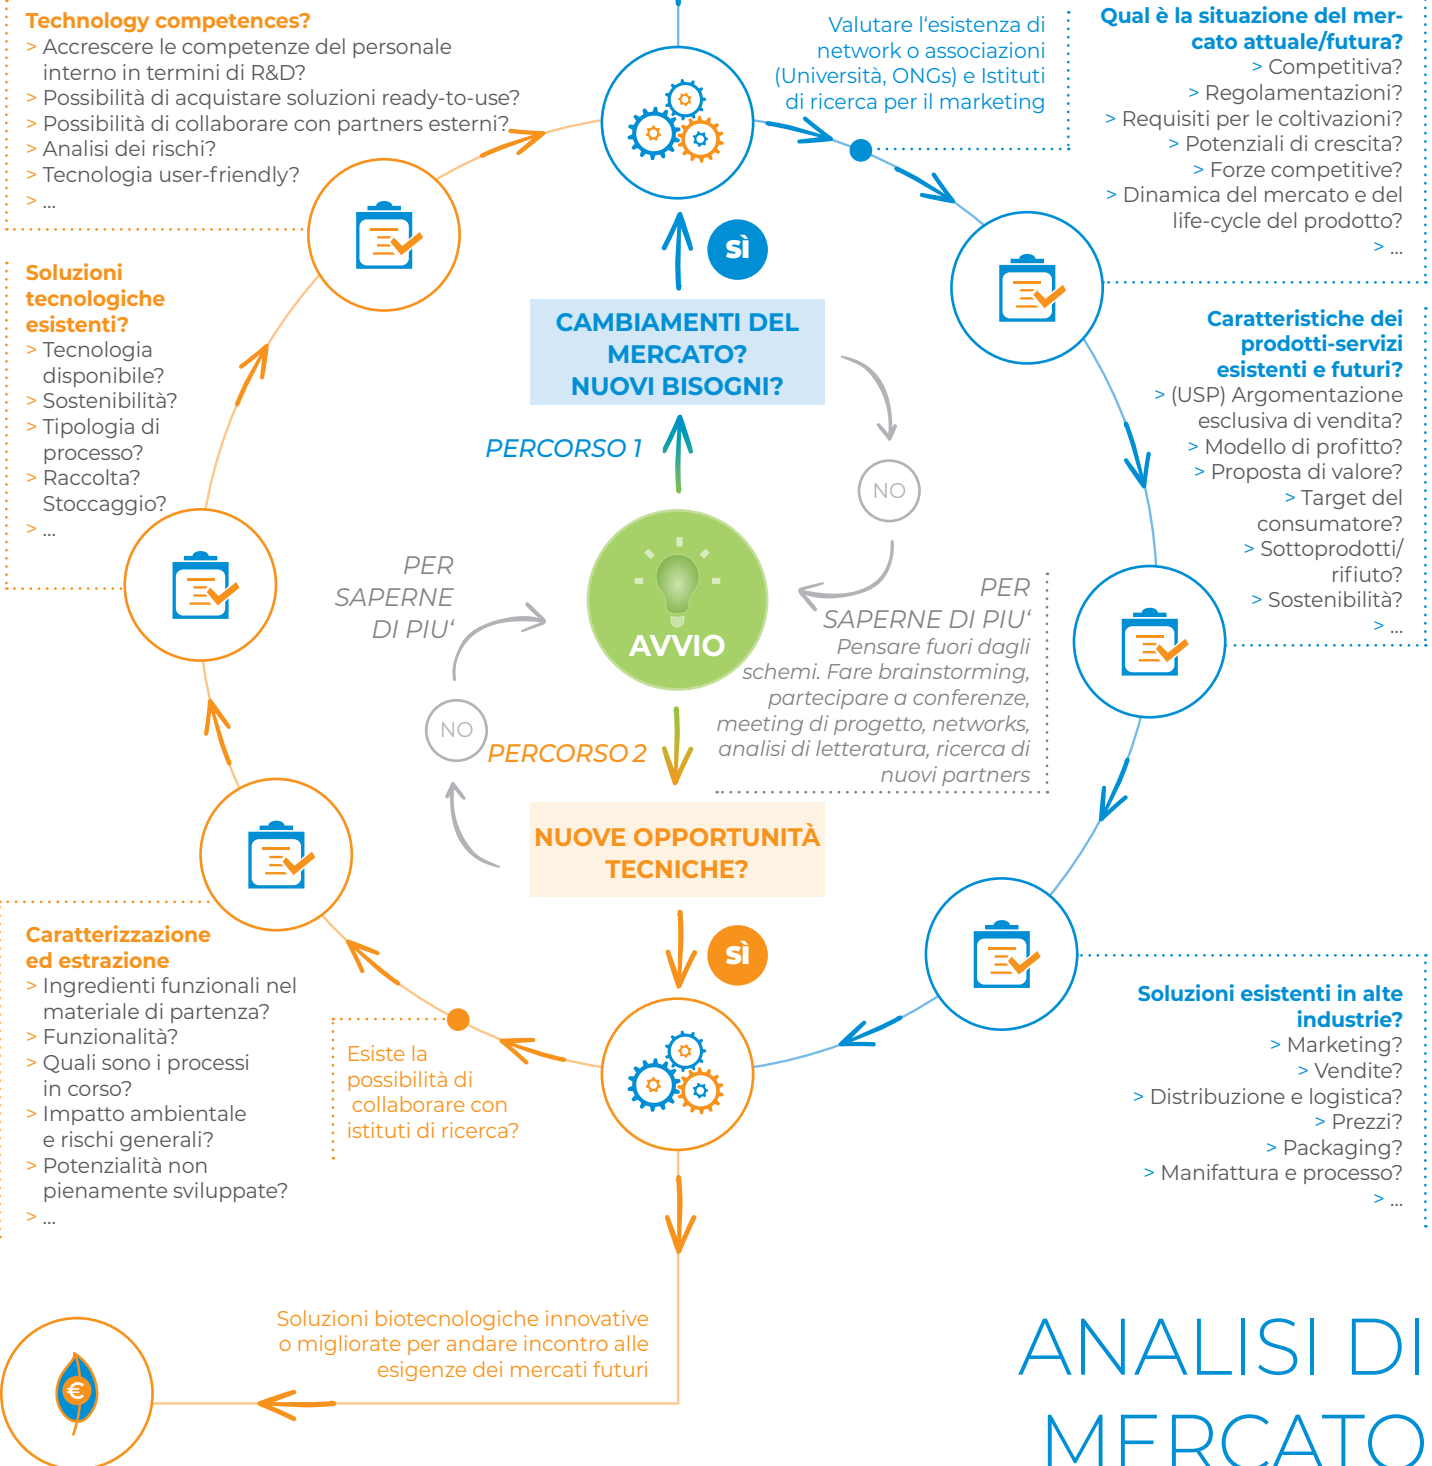 Technology competences?
> Accrescere le competenze del personale
interno in termini di R&D?
> Possibilità di acquistare soluzioni ready-to-use?
> Possibilità di collaborare con partners esterni?
> Analisi dei rischi?
> Tecnologia user-friendly?
> ...
Valutare l'esistenza di
network o associazioni
(Università, ONGs) e Istituti
di ricerca per il marketing
Qual è la situazione del mer-
cato attuale/futura?
> Competitiva?
> Regolamentazioni?
> Requisiti per le coltivazioni?
> Potenziali di crescita?
> Forze competitive?
> Dinamica del mercato e del
life-cycle del prodotto?
> ...
Soluzioni
tecnologiche
esistenti?
> Tecnologia
disponibile?
> Sostenibilità?
> Tipologia di
processo?
> Raccolta?
Stoccaggio?
> ...
SÌ
CAMBIAMENTI DEL
MERCATO?
NUOVI BISOGNI?
PERCORSO 1
NO
Caratteristiche dei
prodotti-servizi
esistenti e futuri?
> (USP) Argomentazione
esclusiva di vendita?
> Modello di profitto?
> Proposta di valore?
> Target del
consumatore?
> Sottoprodotti/
rifiuto?
> Sostenibilità?
> ...
PER
SAPERNE
DI PIU'
AVVIO
PER
SAPERNE DI PIU'
Pensare fuori dagli
schemi. Fare brainstorming,
partecipare a conferenze,
meeting di progetto, networks,
analisi di letteratura, ricerca di
nuovi partners
NO
PERCORSO 2
NUOVE OPPORTUNITÀ
TECNICHE?
SÌ
Caratterizzazione
ed estrazione
> Ingredienti funzionali nel
materiale di partenza?
> Funzionalità?
> Quali sono i processi
in corso?
> Impatto ambientale
e rischi generali?
> Potenzialità non
pienamente sviluppate?
> ...
Esiste la
possibilità di
collaborare con
istituti di ricerca?
Soluzioni esistenti in alte
industrie?
> Marketing?
> Vendite?
> Distribuzione e logistica?
> Prezzi?
> Packaging?
> Manifattura e processo?
> ...
Soluzioni biotecnologiche innovative
o migliorate per andare incontro alle
esigenze dei mercati futuri
€
ANALISI DI
MERCATO